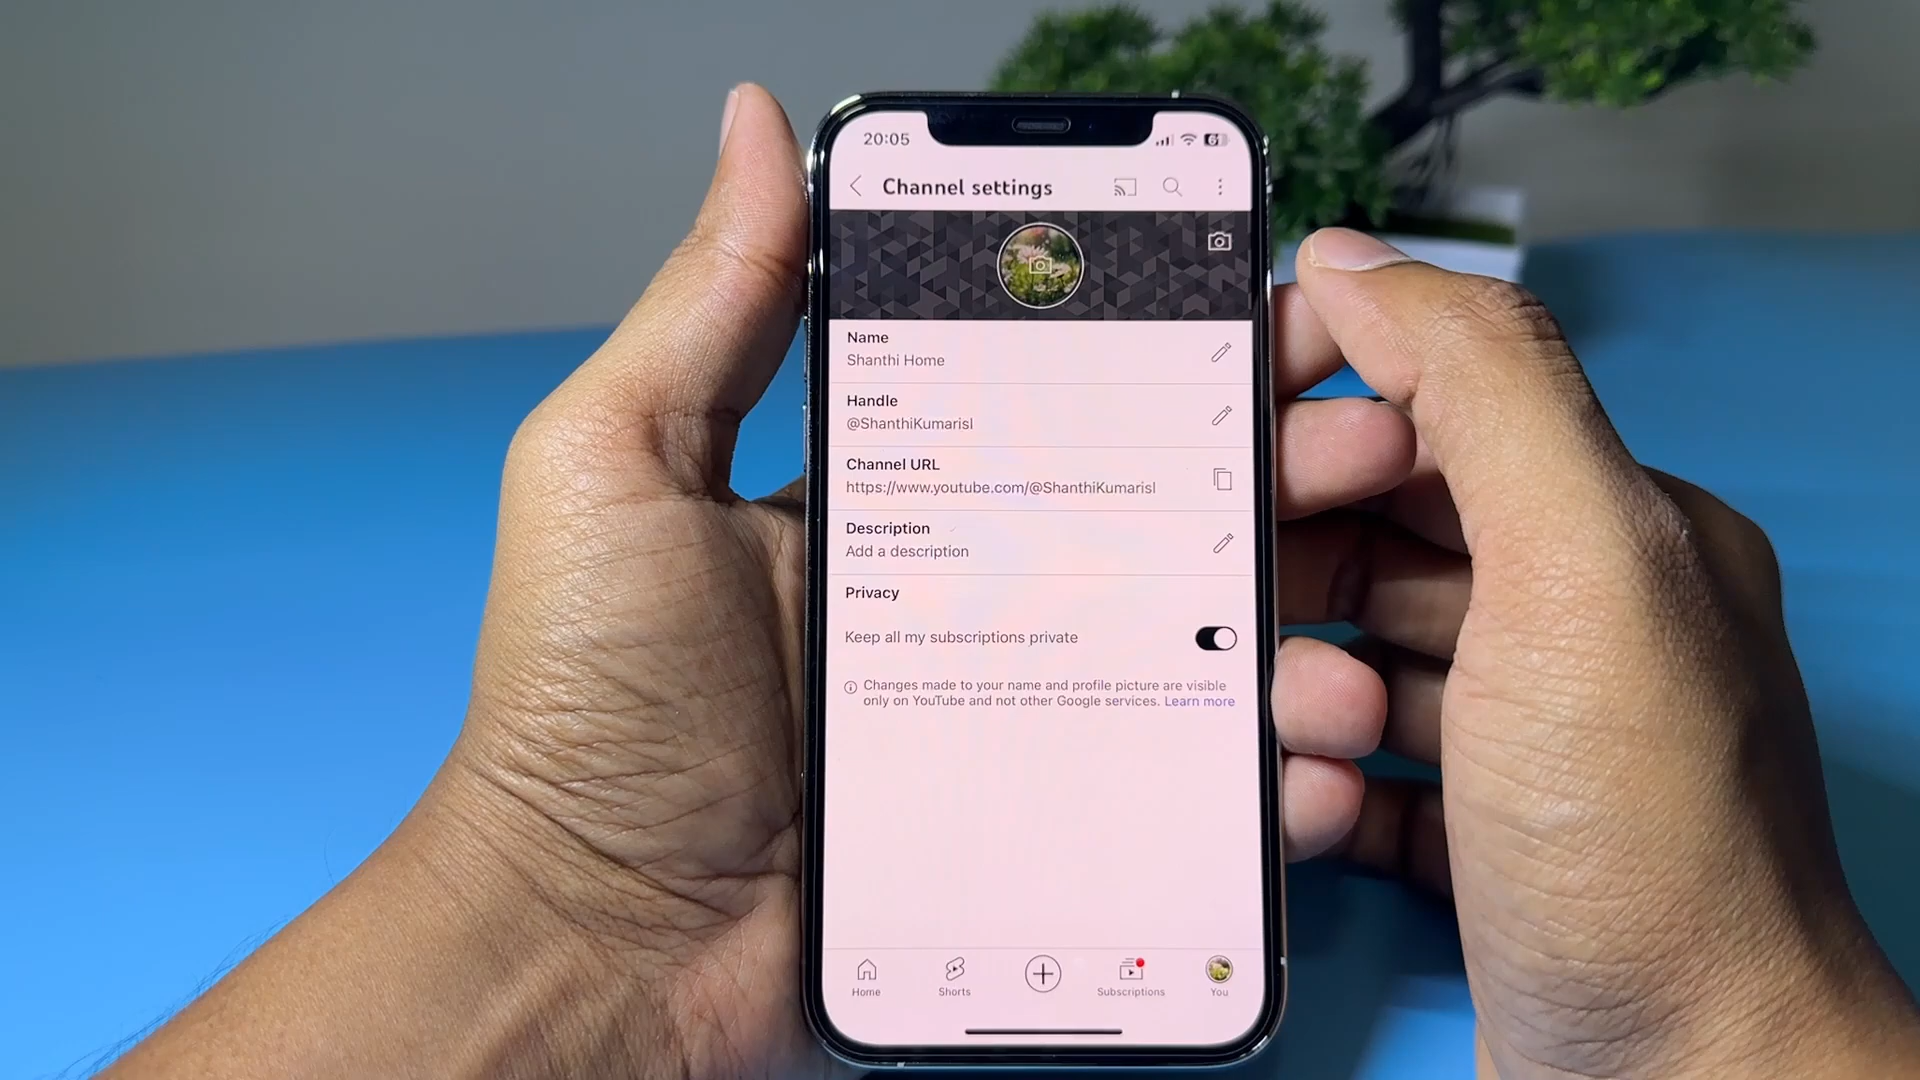 20:05
Channel settings
Name
Shanthi Home
Handle
@ShanthiKumarisl
Channel URL
https://www.youtube.com/@ShanthiKumarisl
Description
Add a description
Privacy
Keep all my subscriptions private
Changes made to your name and profile picture are visible
only on YouTube and not other Google services. Learn more
Home
Shorts
Subscriptions
You